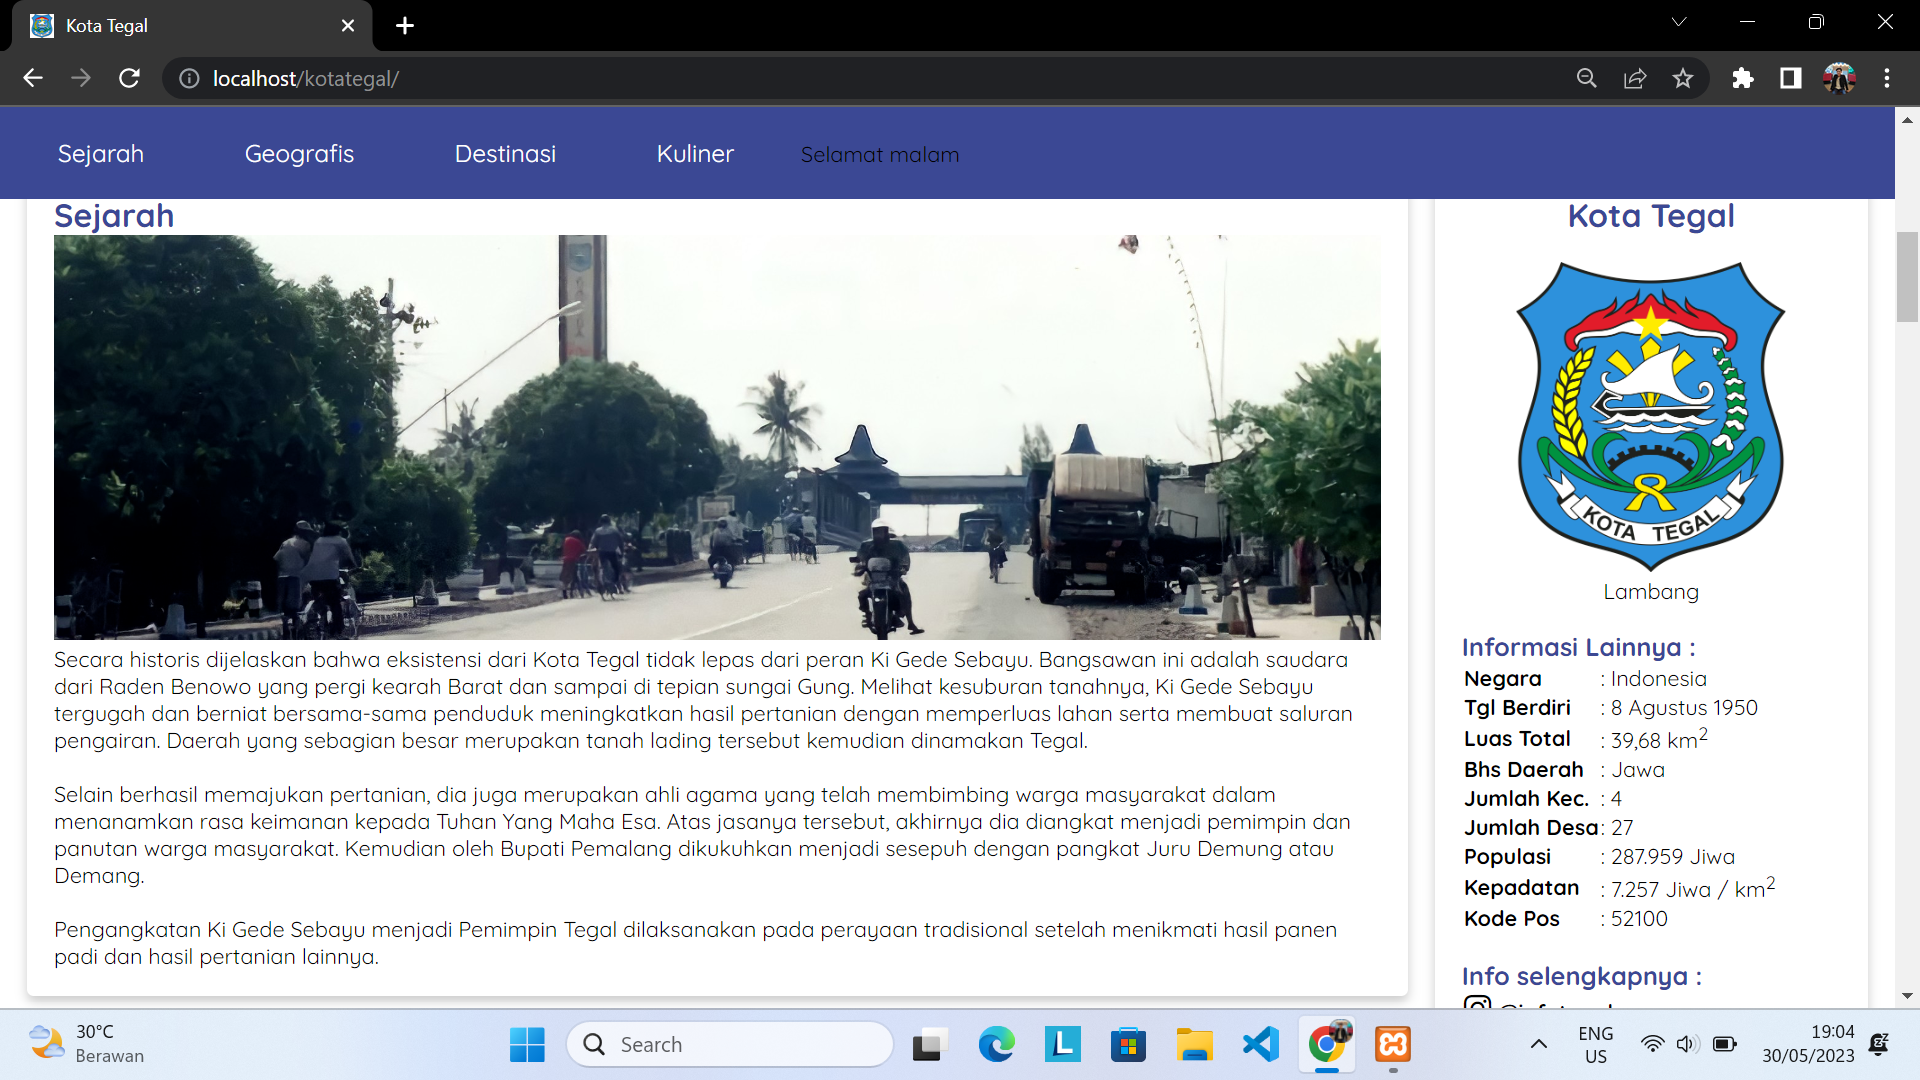 Kota Tegal
localhost/kotategal/
Sejarah
Geografis
Destinasi
Kuliner
Selamat malam
Sejarah
Secara historis dijelaskan bahwa eksistensi dari Kota Tegal tidak lepas dari peran Ki Gede Sebayu. Bangsawan ini adalah saudara
dari Raden Benowo yang pergi kearah Barat dan sampai di tepian sungai Gung. Melihat kesuburan tanahnya, Ki Gede Sebayu
tergugah dan berniat bersama-sama penduduk meningkatkan hasil pertanian dengan memperluas lahan serta membuat saluran
pengairan. Daerah yang sebagian besar merupakan tanah lading tersebut kemudian dinamakan Tegal.
Selain berhasil memajukan pertanian, dia juga merupakan ahli agama yang telah membimbing warga masyarakat dalam
menanamkan rasa keimanan kepada Tuhan Yang Maha Esa. Atas jasanya tersebut, akhirnya dia diangkat menjadi pemimpin dan
panutan warga masyarakat. Kemudian oleh Bupati Pemalang dikukuhkan menjadi sesepuh dengan pangkat Juru Demung atau
Demang.
Pengangkatan Ki Gede Sebayu menjadi Pemimpin Tegal dilaksanakan pada perayaan tradisional setelah menikmati hasil panen
padi dan hasil pertanian lainnya.
Kota Tegal
KOTA TEGAL
Lambang
Informasi Lainnya :
Negara : Indonesia
Tgl Berdiri : 8 Agustus 1950
Luas Total : 39,68 km²
Bhs Daerah : Jawa
Jumlah Kec. : 4
Jumlah Desa : 27
Populasi : 287.959 Jiwa
Kepadatan : 7.257 Jiwa / km²
Kode Pos : 52100
Info selengkapnya :
30°C
Berawan
Search
ENG
US
19:04
30/05/2023